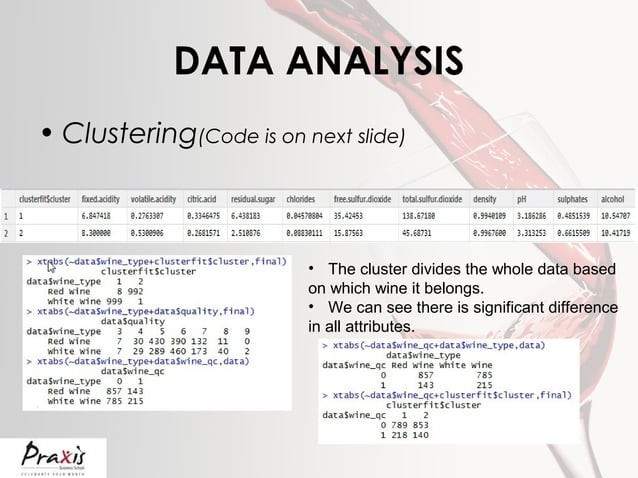 DATA ANALYSIS
• Clustering(Code is on next slide)
clusterfit$cluster fixed.acidity volatile.acidity citric.acid residual.sugar chlorides free.sulfur.dioxide total.sulfur.dioxide density pH sulphates alcohol
1 1 6.847418 0.2763307 0.3346475 6.438183 0.04570804 35.42453 138.67180 0.9940109 3.186286 0.4851539 10.54707
2 2 8.300000 0.5300906 0.2681571 2.510876 0.08830111 15.87563 45.68731 0.9967600 3.313253 0.6615509 10.41719
> xtabs(~data$wine_type+clusterfit$cluster,final)
clusterfit$cluster
data$wine_type 1 2
Red Wine 8 992
White Wine 999 1
> xtabs(~data$wine_type+data$quality,final)
data$quality
data$wine_type 3 4 5 6 7 8 9
Red Wine 7 30 430 390 132 11 0
White Wine 7 29 289 460 173 40 2
> xtabs(~data$wine_type+data$wine_qc,data)
data$wine_qc
data$wine_type 0 1
Red Wine 857 143
White Wine 785 215
• The cluster divides the whole data based
on which wine it belongs.
• We can see there is significant difference
in all attributes.
> xtabs(~data$wine_qc+data$wine_type,data)
data$wine_type
data$wine_qc Red Wine White Wine
0 857 785
1 143 215
> xtabs(~data$wine_qc+clusterfit$cluster,final)
clusterfit$cluster
data$wine_qc 1 2
0 789 853
1 218 140
Praxis
Business School